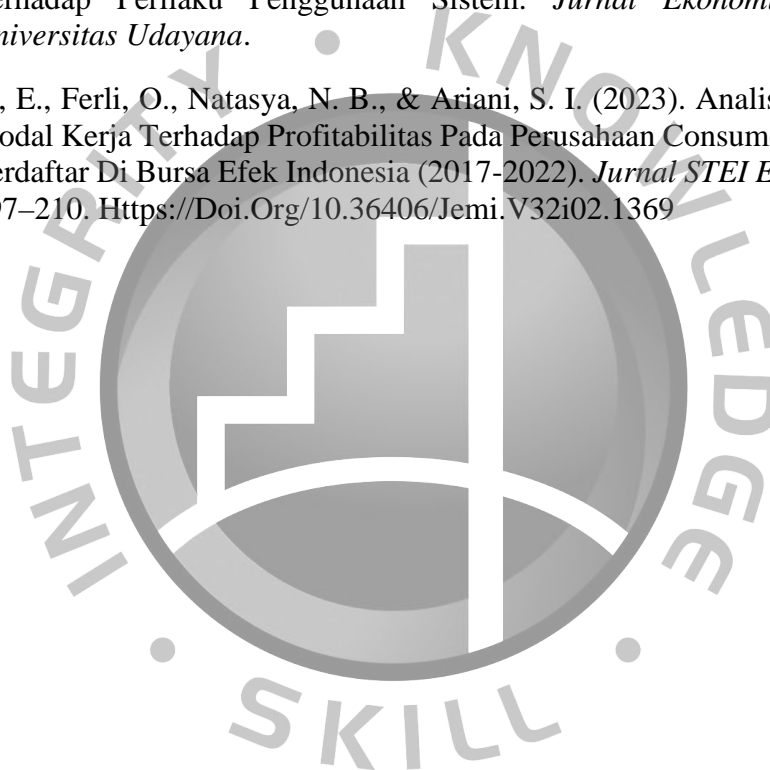 erhadap Perilaku Penggunaan Sistem. Jurnal Ekonomi
niversitas Udayana.
, E., Ferli, O., Natasya, N. B., & Ariani, S. I. (2023). Analis
odal Kerja Terhadap Profitabilitas Pada Perusahaan Consum
erdaftar Di Bursa Efek Indonesia (2017-2022). Jurnal STEI E
97–210. Https://Doi.Org/10.36406/Jemi.V32i02.1369
INTEGRITY • KNOWLEDGE • SKILL •